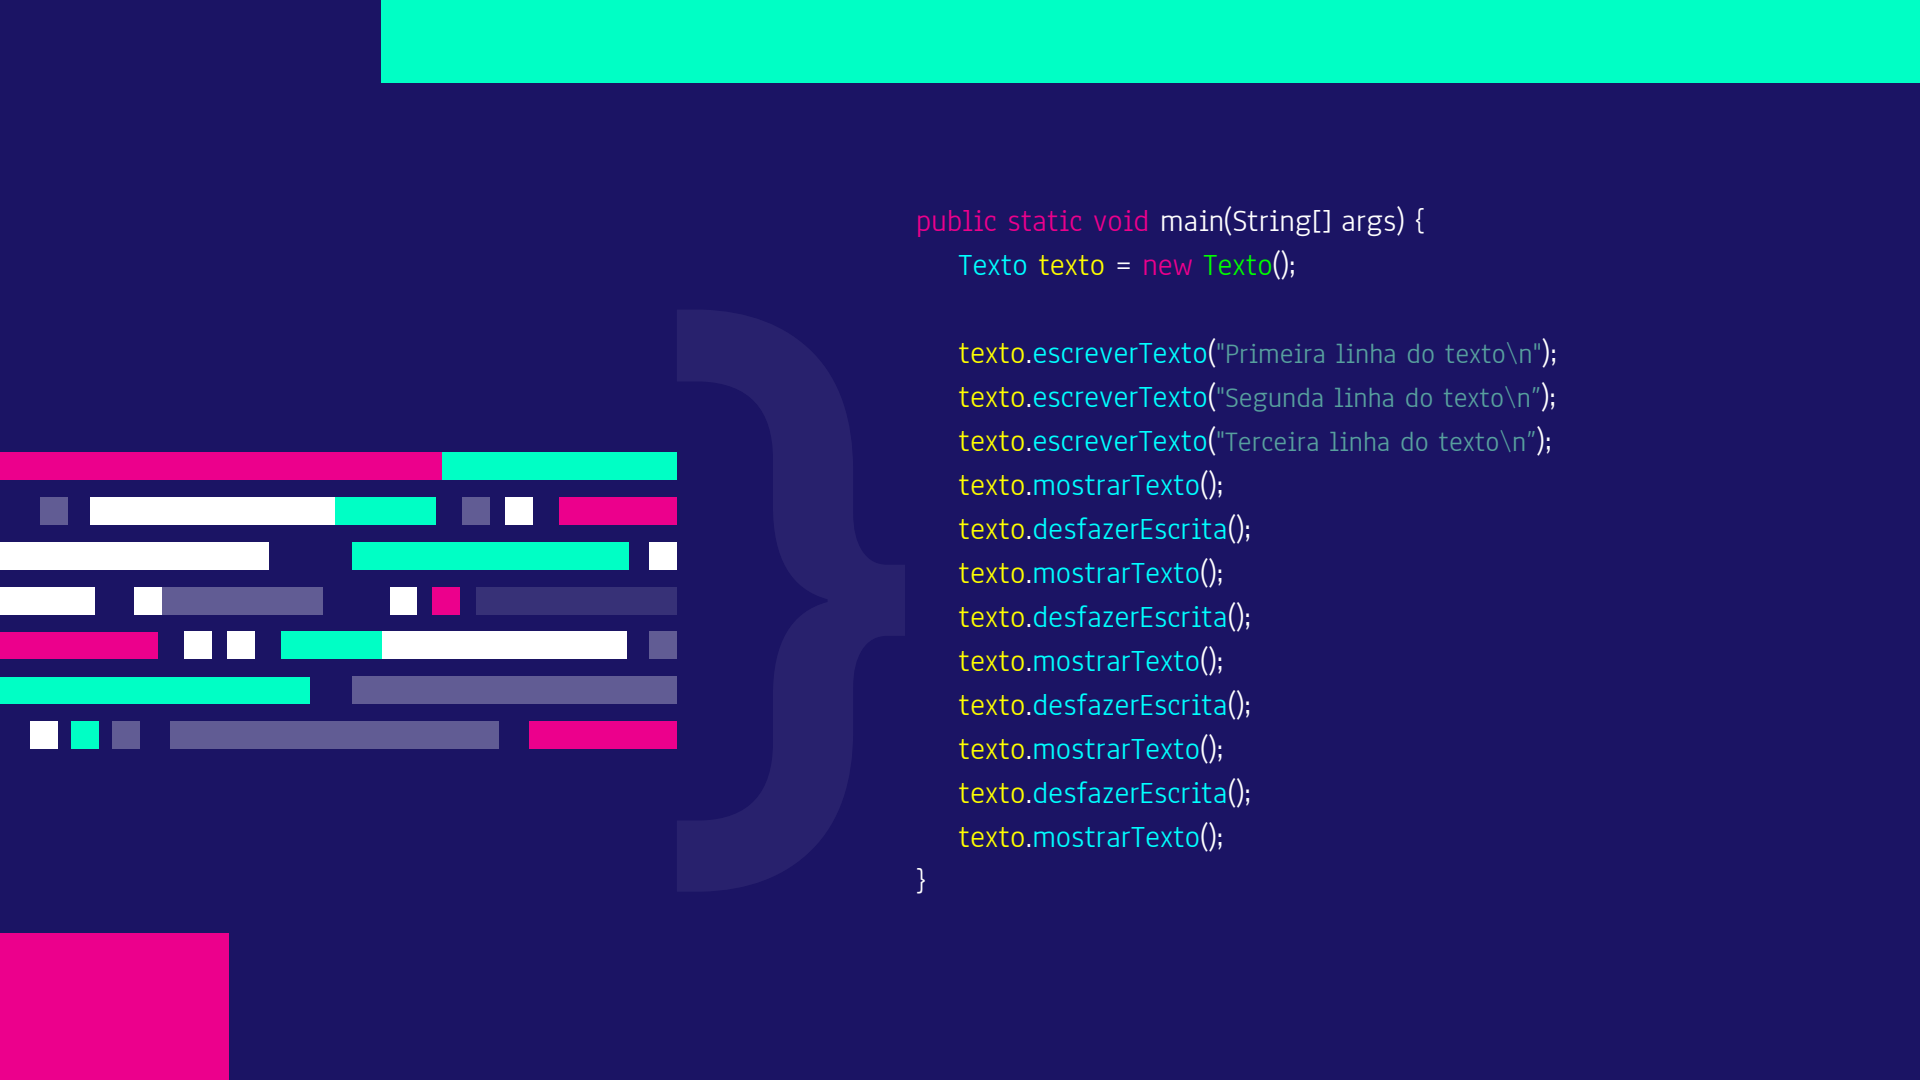 public static void main(String[] args) {
Texto texto = new Texto();
texto.escreverTexto("Primeira linha do texto\n");
texto.escreverTexto("Segunda linha do texto\n");
texto.escreverTexto("Terceira linha do texto\n");
texto.mostrarTexto();
texto.desfazerEscrita();
texto.mostrarTexto();
texto.desfazerEscrita();
texto.mostrarTexto();
texto.desfazerEscrita();
texto.mostrarTexto();
texto.desfazerEscrita();
texto.mostrarTexto();
}